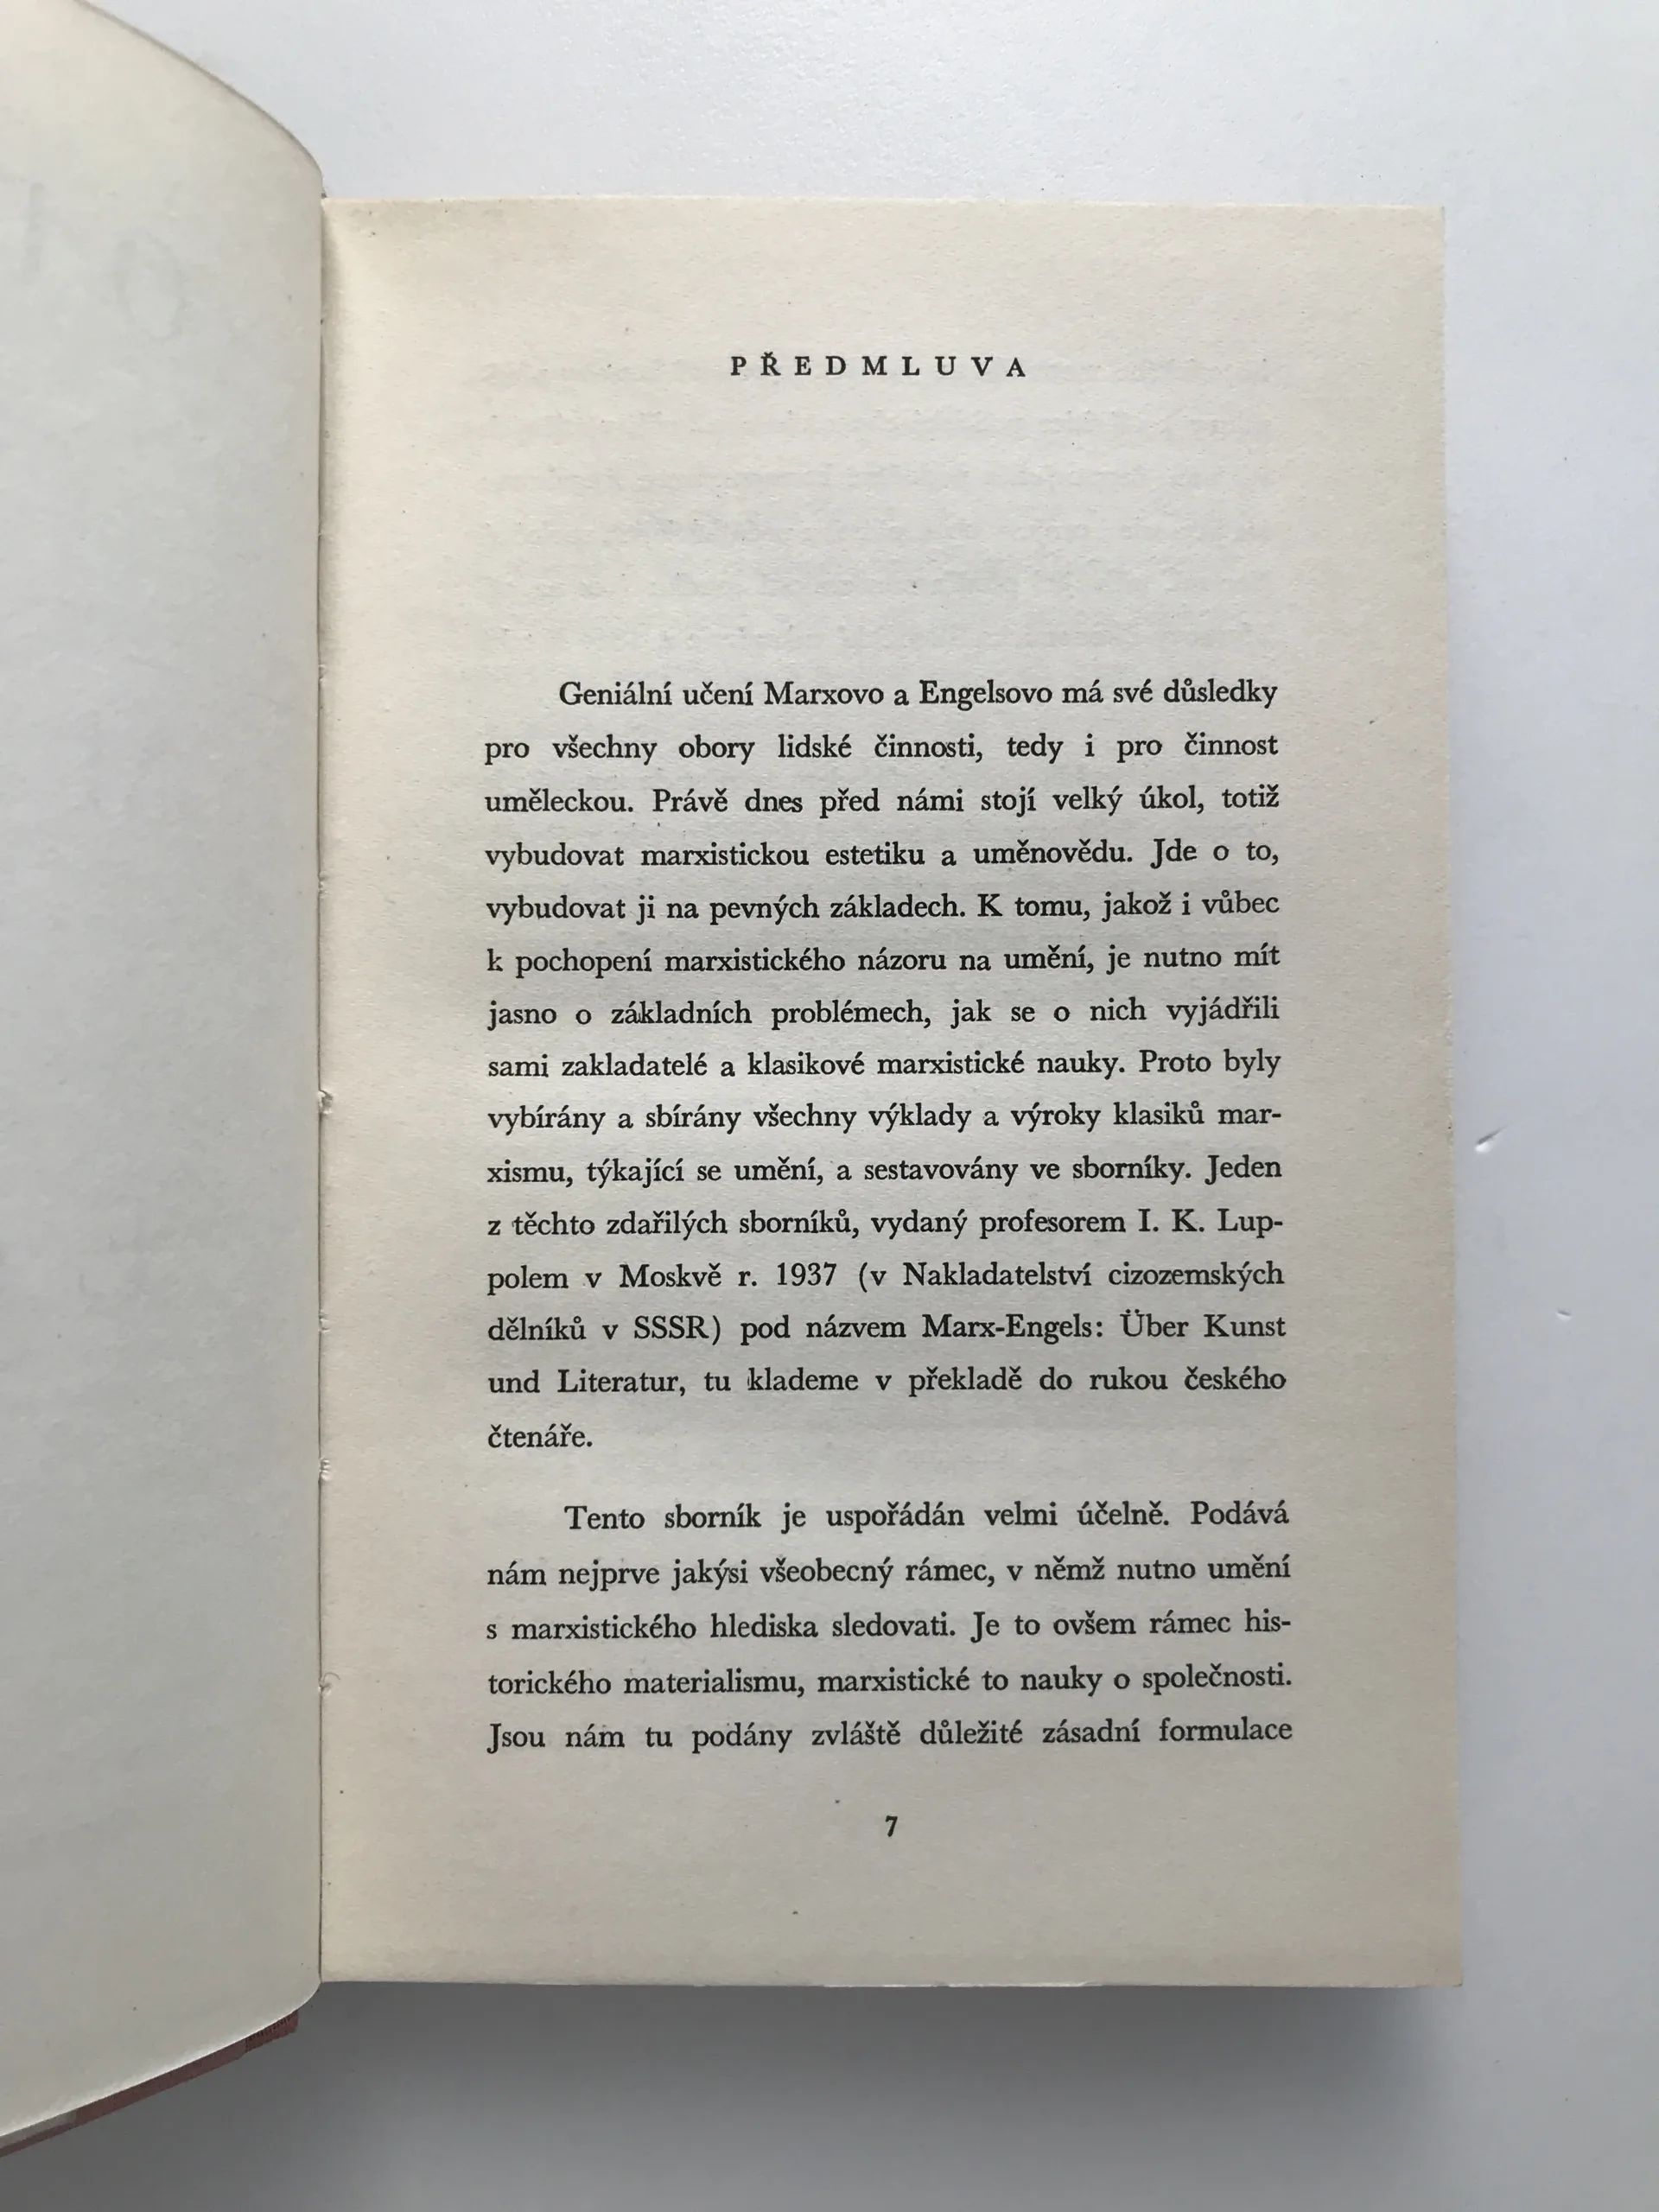 PŘEDMLUVA
Geniální učení Marxovo a Engelsovo má své důsledky
pro všechny obory lidské činnosti, tedy i pro činnost
uměleckou. Právě dnes před námi stojí velký úkol, totiž
vybudovat marxistickou estetiku a uměnovědu. Jde o to,
vybudovat ji na pevných základech. K tomu, jakož i vůbec
k pochopení marxistického názoru na umění, je nutno mít
jasno o základních problémech, jak se o nich vyjádřili
sami zakladatelé a klasikové marxistické nauky. Proto byly
vybírány a sbírány všechny výklady a výroky klasiků mar-
xismu, týkající se umění, a sestavovány ve sborníky. Jeden
z těchto zdařilých sborníků, vydaný profesorem I. K. Lup-
polem v Moskvě r. 1937 (v Nakladatelství cizozemských
dělníků v SSSR) pod názvem Marx-Engels: Über Kunst
und Literatur, tu klademe v překladě do rukou českého
čtenáře.
Tento sborník je uspořádán velmi účelně. Podává
nám nejprve jakýsi všeobecný rámec, v němž nutno umění
s marxistického hlediska sledovati. Je to ovšem rámec his-
torického materialismu, marxistické to nauky o společnosti.
Jsou nám tu podány zvláště důležité zásadní formulace
7